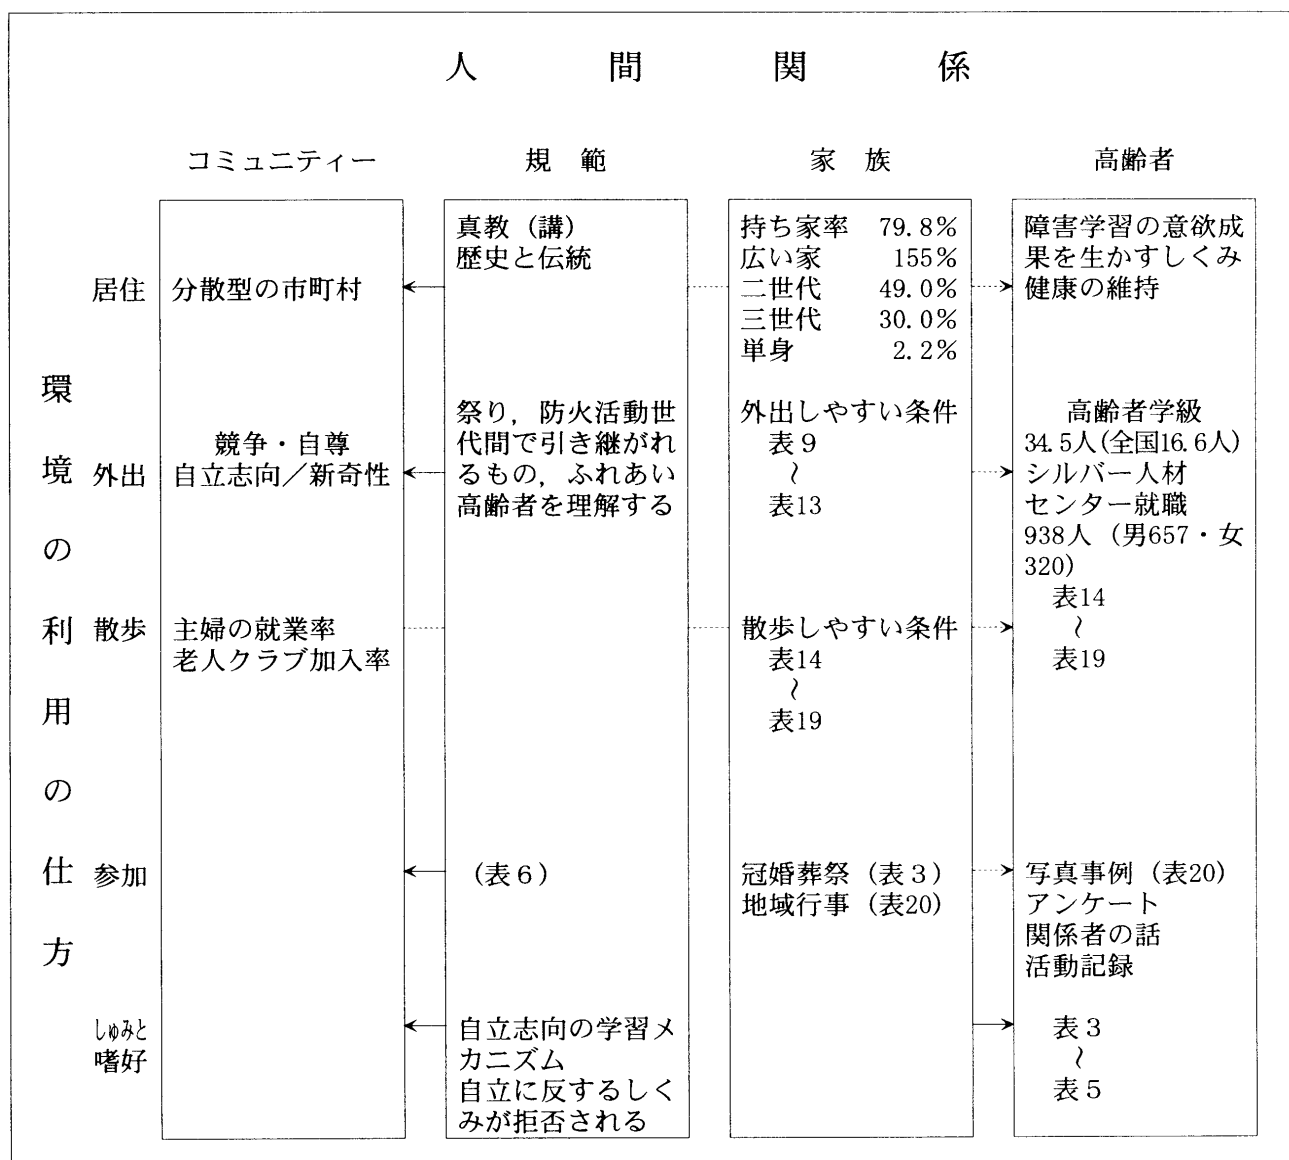 人間関係
コミュニティー 規範 家族 高齢者
環境の利用の仕方
居住
分散型の市町村
真教（講）
歴史と伝統
持ち家率 79.8%
広い家 155%
二世代 49.0%
三世代 30.0%
単身 2.2%
障害学習の意欲成
果を生かすしくみ
健康の維持
外出
競争・自尊
自立志向／新奇性
祭り，防火活動世
代間で引き継がれ
るもの，ふれあい
高齢者を理解する
外出しやすい条件
表9
〜
表13
高齢者学級
34.5人(全国16.6人)
シルバー人材
センター就職
938人（男657・女
320）
表14
〜
表19
散歩
主婦の就業率
老人クラブ加入率
散歩しやすい条件
表14
〜
表19
参加
（表６）
冠婚葬祭（表３）
地域行事（表20）
写真事例（表20）
アンケート
関係者の話
活動記録
しゅみと
嗜好
自立志向の学習メ
カニズム
自立に反するしく
みが拒否される
表３
〜
表５